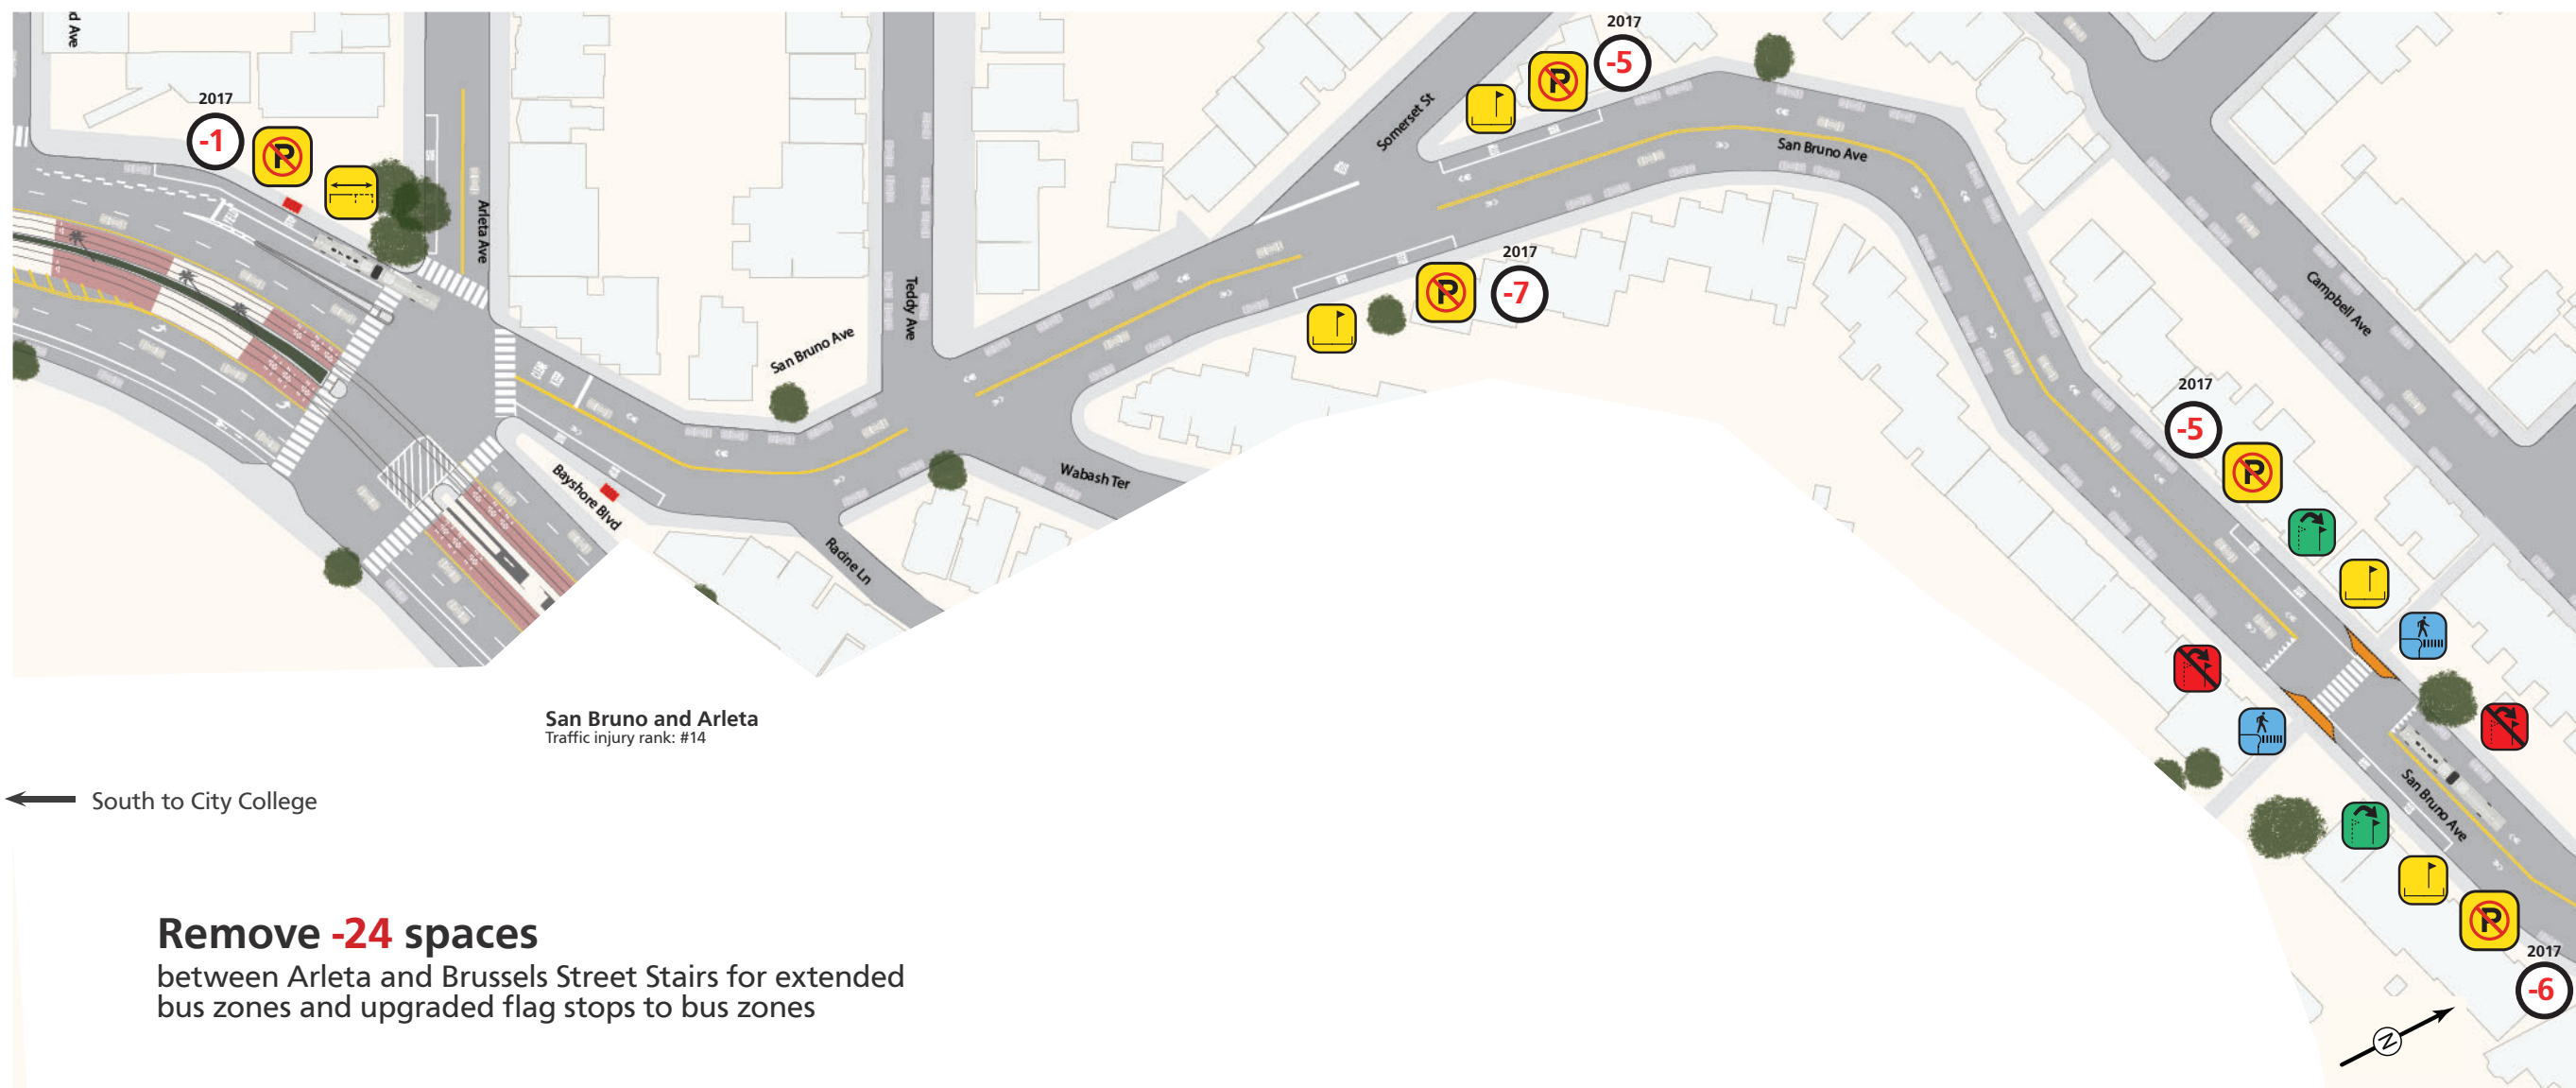 d Ave
2017
-1
Arleta Ave
Teddy Ave
San Bruno Ave
Bayshore Blvd
Racine Ln
Wabash Ter
Somerset St
2017
-5
San Bruno Ave
2017
-7
Campbell Ave
2017
-5
San Bruno Ave
2017
-6
N
San Bruno and Arleta
Traffic injury rank: #14
South to City College
Remove -24 spaces
between Arleta and Brussels Street Stairs for extended
bus zones and upgraded flag stops to bus zones